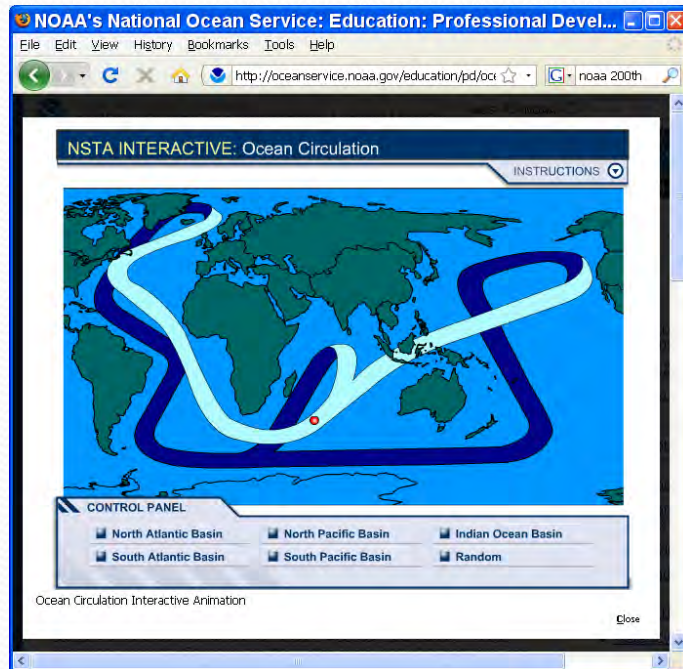 NOAA's National Ocean Service: Education: Professional Devel...
File Edit View History Bookmarks Tools Help
http://oceanservice.noaa.gov/education/pd/oce G noaa 200th
NSTA INTERACTIVE: Ocean Circulation
INSTRUCTIONS
CONTROL PANEL
North Atlantic Basin North Pacific Basin Indian Ocean Basin
South Atlantic Basin South Pacific Basin Random
Ocean Circulation Interactive Animation
Close